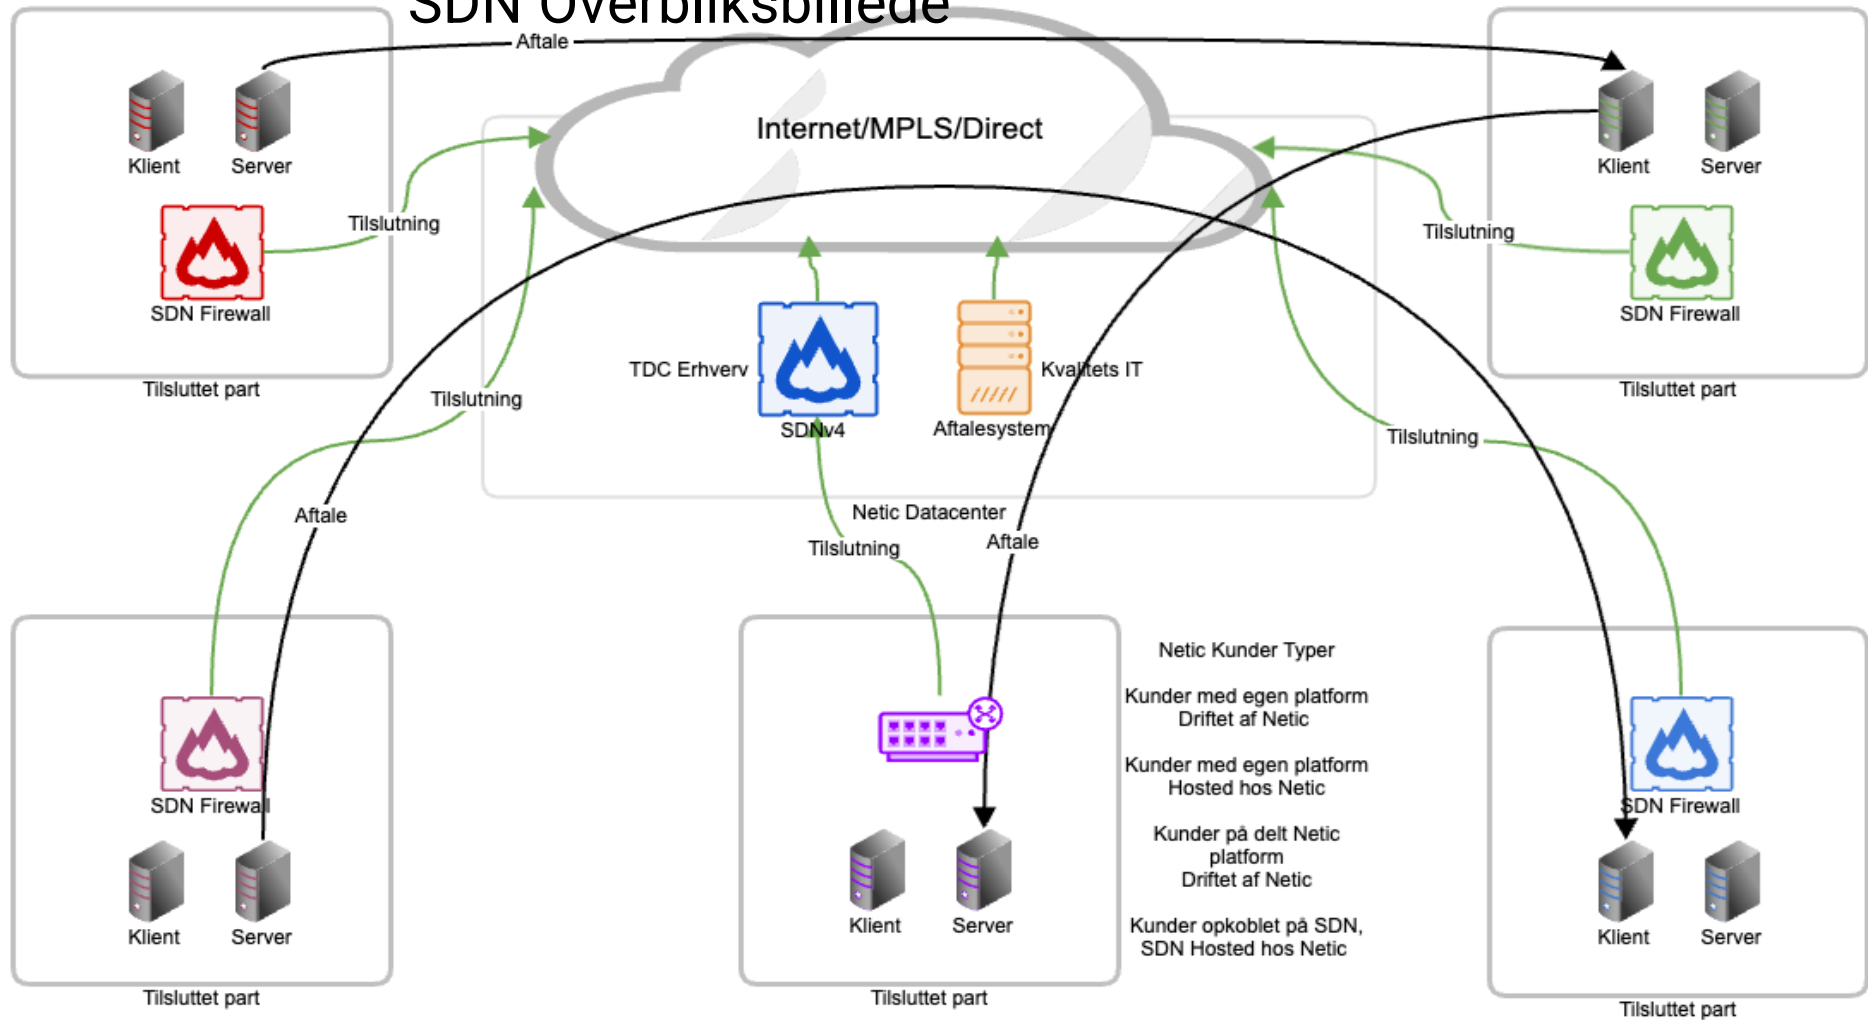 SDN Overbliksbillede
Aftale
Klient
Server
Tilslutning
SDN Firewall
Tilsluttet part
Internet/MPLS/Direct
Klient
Server
Tilslutning
SDN Firewall
Tilsluttet part
TDC Erhverv
SDNv4
Kvalitets IT
Aftalesystem
Tilslutning
Tilslutning
Netic Datacenter
Aftale
Tilslutning
Aftale
SDN Firewall
Klient
Server
Tilsluttet part
Klient
Server
Tilsluttet part
Netic Kunder Typer
Kunder med egen platform
Driftet af Netic
Kunder med egen platform
Hosted hos Netic
Kunder på delt Netic
platform
Driftet af Netic
Kunder opkoblet på SDN,
SDN Hosted hos Netic
SDN Firewall
Klient
Server
Tilsluttet part